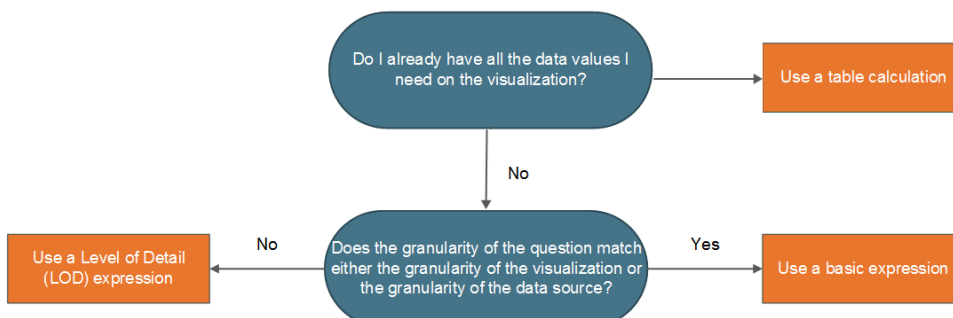 Do I already have all the data values I
need on the visualization?
Use a table calculation
No
No
Does the granularity of the question match
either the granularity of the visualization or
the granularity of the data source?
Yes
Use a Level of Detail
(LOD) expression
Use a basic expression